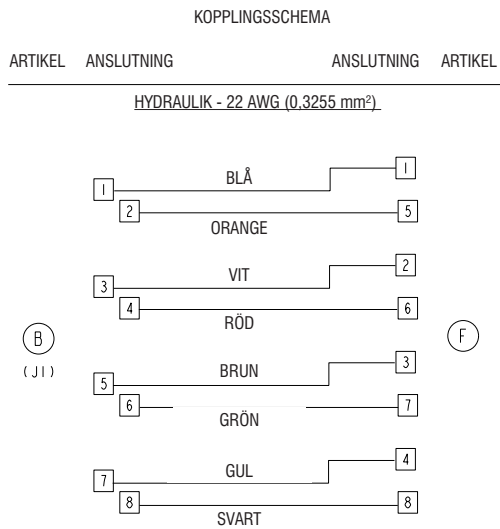 KOPPLINGSSCHEMA
ARTIKEL ANSLUTNING ANSLUTNING ARTIKEL
HYDRAULIK - 22 AWG (0,3255 mm²)
1 BLÅ 1
2 ORANGE 5
3 VIT 2
4 RÖD 6
B F
(J1)
5 BRUN 3
6 GRÖN 7
7 GUL 4
8 SVART 8